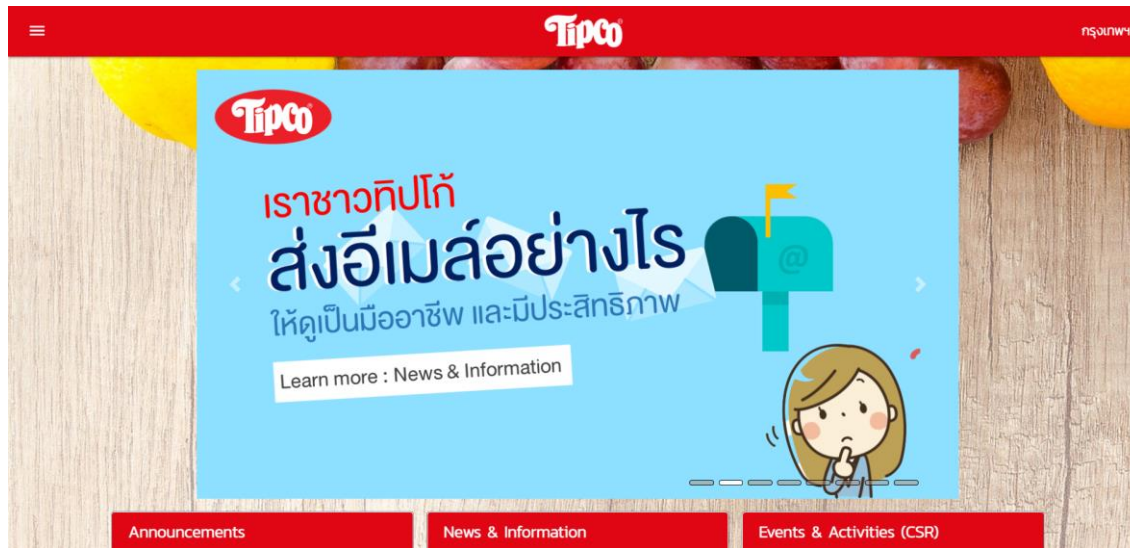 Tipco
กรุงเทพฯ
Tipco
เราชาวทิปโก้
ส่งอีเมล์อย่างไร
ให้ดูเป็นมืออาชีพ และมีประสิทธิภาพ
@
Learn more : News & Information
Announcements
News & Information
Events & Activities (CSR)